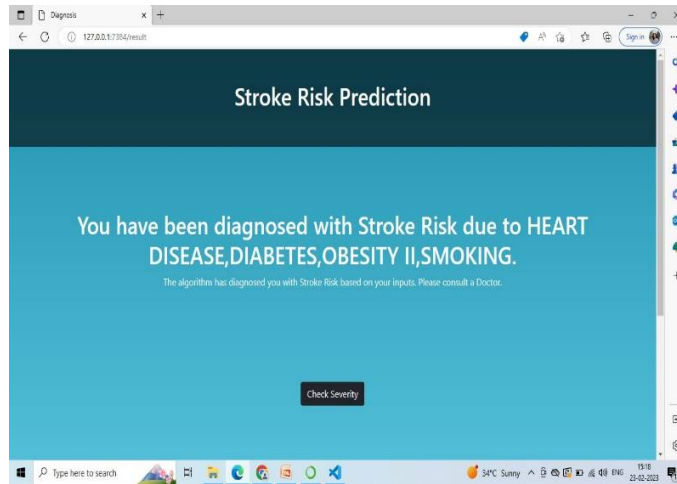 Diagnosis
127.0.0.1:7384/result
Sign in
Stroke Risk Prediction
You have been diagnosed with Stroke Risk due to HEART
DISEASE,DIABETES,OBESITY II,SMOKING.
The algorithm has diagnosed you with Stroke Risk based on your inputs. Please consult a Doctor.
Check Severity
Type here to search
34°C Sunny
ENG
15:18
23-02-2023